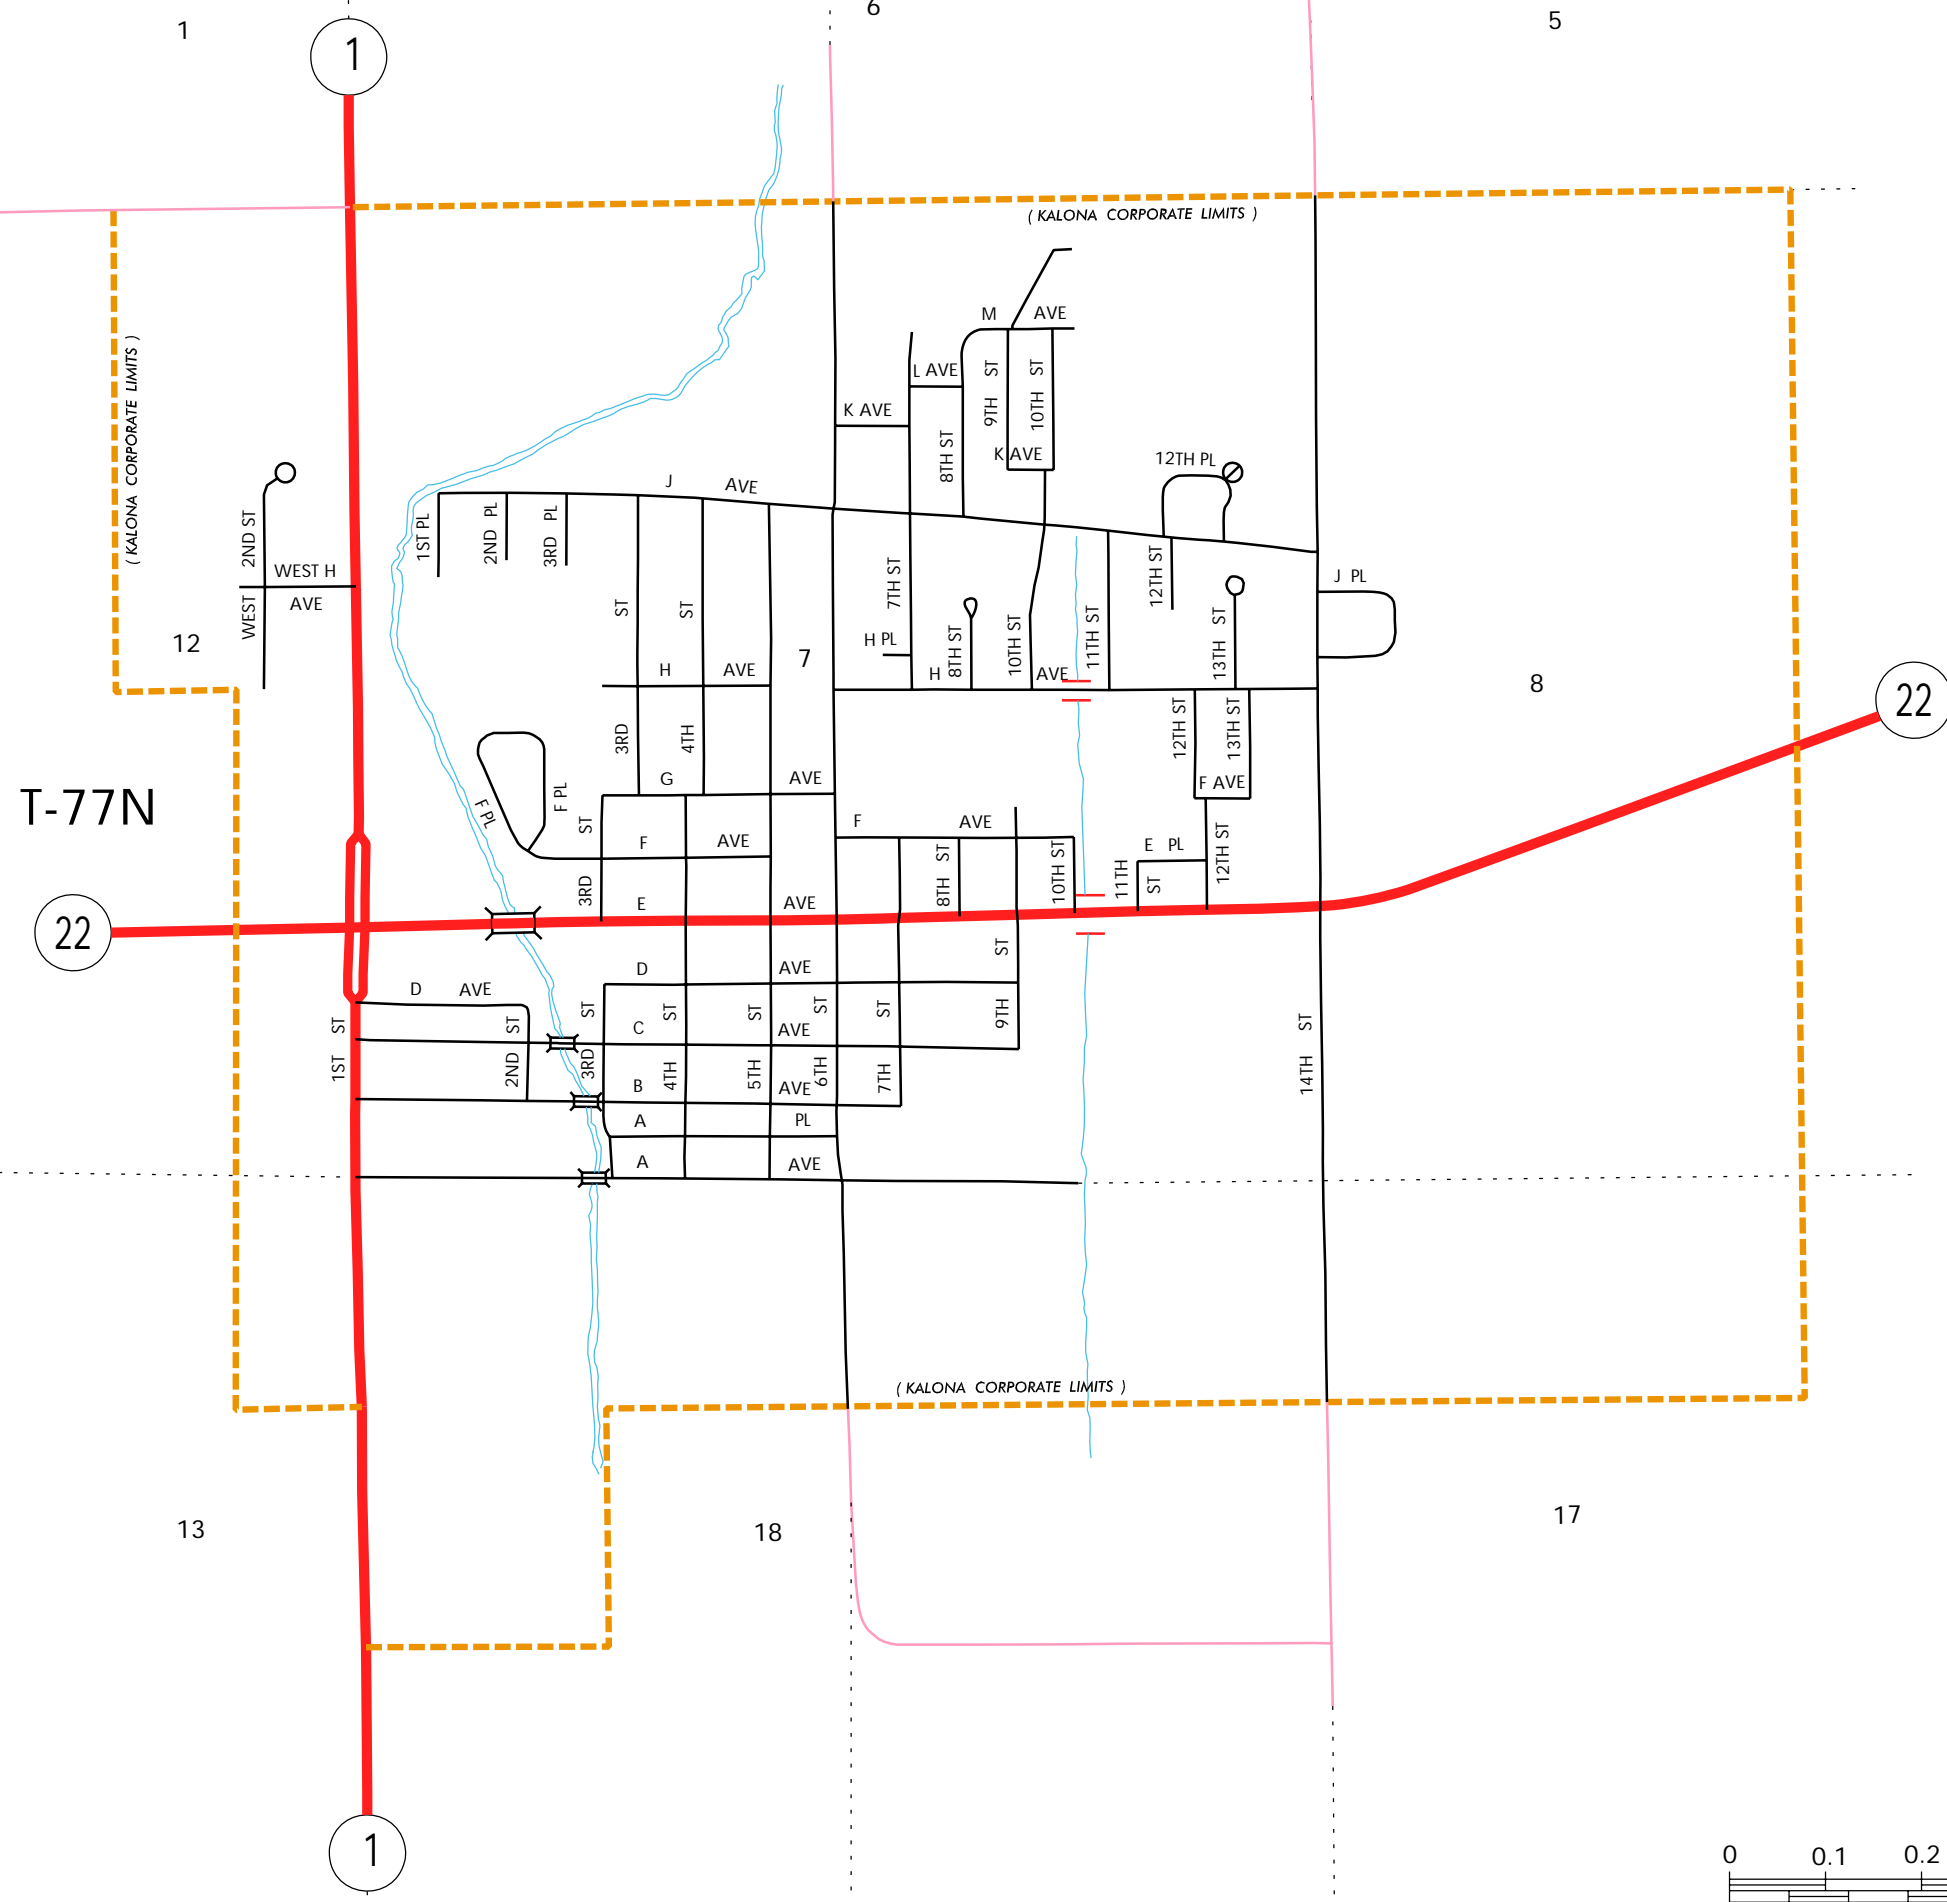 6
5
1
1
( KALONA CORPORATE LIMITS )
M AVE
( KALONA CORPORATE LIMITS )
L AVE
9TH ST
10TH ST
K AVE
8TH ST
K AVE
12TH PL
J AVE
1ST PL
2ND PL
3RD PL
WEST 2ND ST
WEST H
AVE
12TH ST
J PL
7TH ST
3RD ST
4TH ST
12
H PL
8TH ST
10TH ST
11TH ST
13TH ST
7
H AVE
H AVE
8
22
12TH ST
13TH ST
G AVE
F AVE
T-77N
F PL
F PL
F AVE
3RD ST
F AVE
E PL
8TH ST
10TH ST
11TH ST
12TH ST
E AVE
22
D AVE
9TH ST
D AVE
1ST ST
2ND ST
3RD ST
C AVE
4TH ST
5TH ST
6TH ST
7TH ST
14TH ST
B AVE
A PL
A AVE
( KALONA CORPORATE LIMITS )
13
18
17
1
0 0.1 0.2